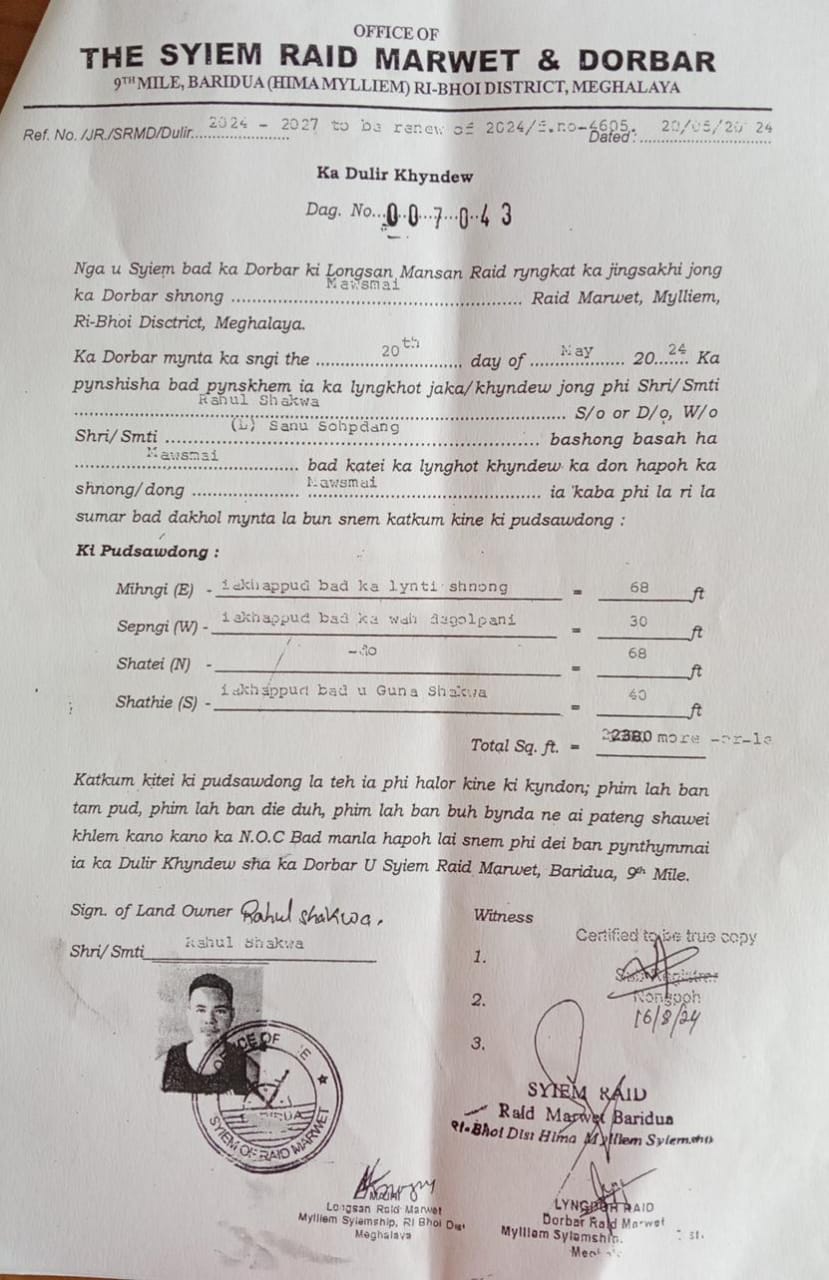 OFFICE OF
THE SYIEM RAID MARWET & DORBAR
9TH MILE, BARIDUA (HIMA MYLLIEM) RI-BHOI DISTRICT, MEGHALAYA
Ref. No. /JR./SRMD/Dulir 2024 - 2027 to be renew of 2024/S.no-4605. Dated: 20/05/20 24
Ka Dulir Khyndew
Dag. No...0..0...7...0..4 3
Nga u Syiem bad ka Dorbar ki Longsan Mansan Raid ryngkat ka jingsakhi jong
ka Dorbar shnong Mawsmai Raid Marwet, Mylliem,
Ri-Bhoi Disctrict, Meghalaya.
Ka Dorbar mynta ka sngi the 20th day of May 20 24 Ka
pynshisha bad pynskhem ia ka lyngkhot jaka/khyndew jong phi Shri/Smti
Rahul Shakwa S/o or D/o, W/o
Shri/Smti (L) Sanu Sohpdang bashong basah ha
Mawsmai bad katei ka lynghot khyndew ka don hapoh ka
shnong/dong Mawsmai ia 'kaba phi la ri la
sumar bad dakhol mynta la bun snem katkum kine ki pudsawdong :
Ki Pudsawdong :
Mihngi (E) - iakhappud bad ka lynti shnong = 68 ft
Sepngi (W) - iakhappud bad ka wah dagolpani = 30 ft
Shatei (N) - -do = 68 ft
Shathie (S) - iakhappud bad u Guna Shakwa = 40 ft
Total Sq. ft. = 2380 more -or-ls
Katkum kitei ki pudsawdong la teh ia phi halor kine ki kyndon; phim lah ban
tam pud, phim lah ban die duh, phim lah ban buh bynda ne ai pateng shawei
khlem kano kano ka N.O.C Bad manla hapoh lai snem phi dei ban pynthymmai
ia ka Dulir Khyndew sha ka Dorbar U Syiem Raid Marwet, Baridua, 9th Mile.
Sign. of Land Owner Rahul Shakwa.
Shri/Smti Rahul Shakwa
Witness
Certified to be true copy
1.
Sub Registrar
2.
Nongpoh
16/8/24
3.
OFFICE OF
SYIEM OF RAID MARWET
SYIEM RAID
Raid Marwet Baridua
Ri-Bhoi Dist Hima Mylliem Syiemship
Longsan Raid Marwet
Mylliem Syiemship, RI Bhoi Dist
Meghalaya
LYNGDOH RAID
Dorbar Raid Marwet
Mylliem Syiemship.